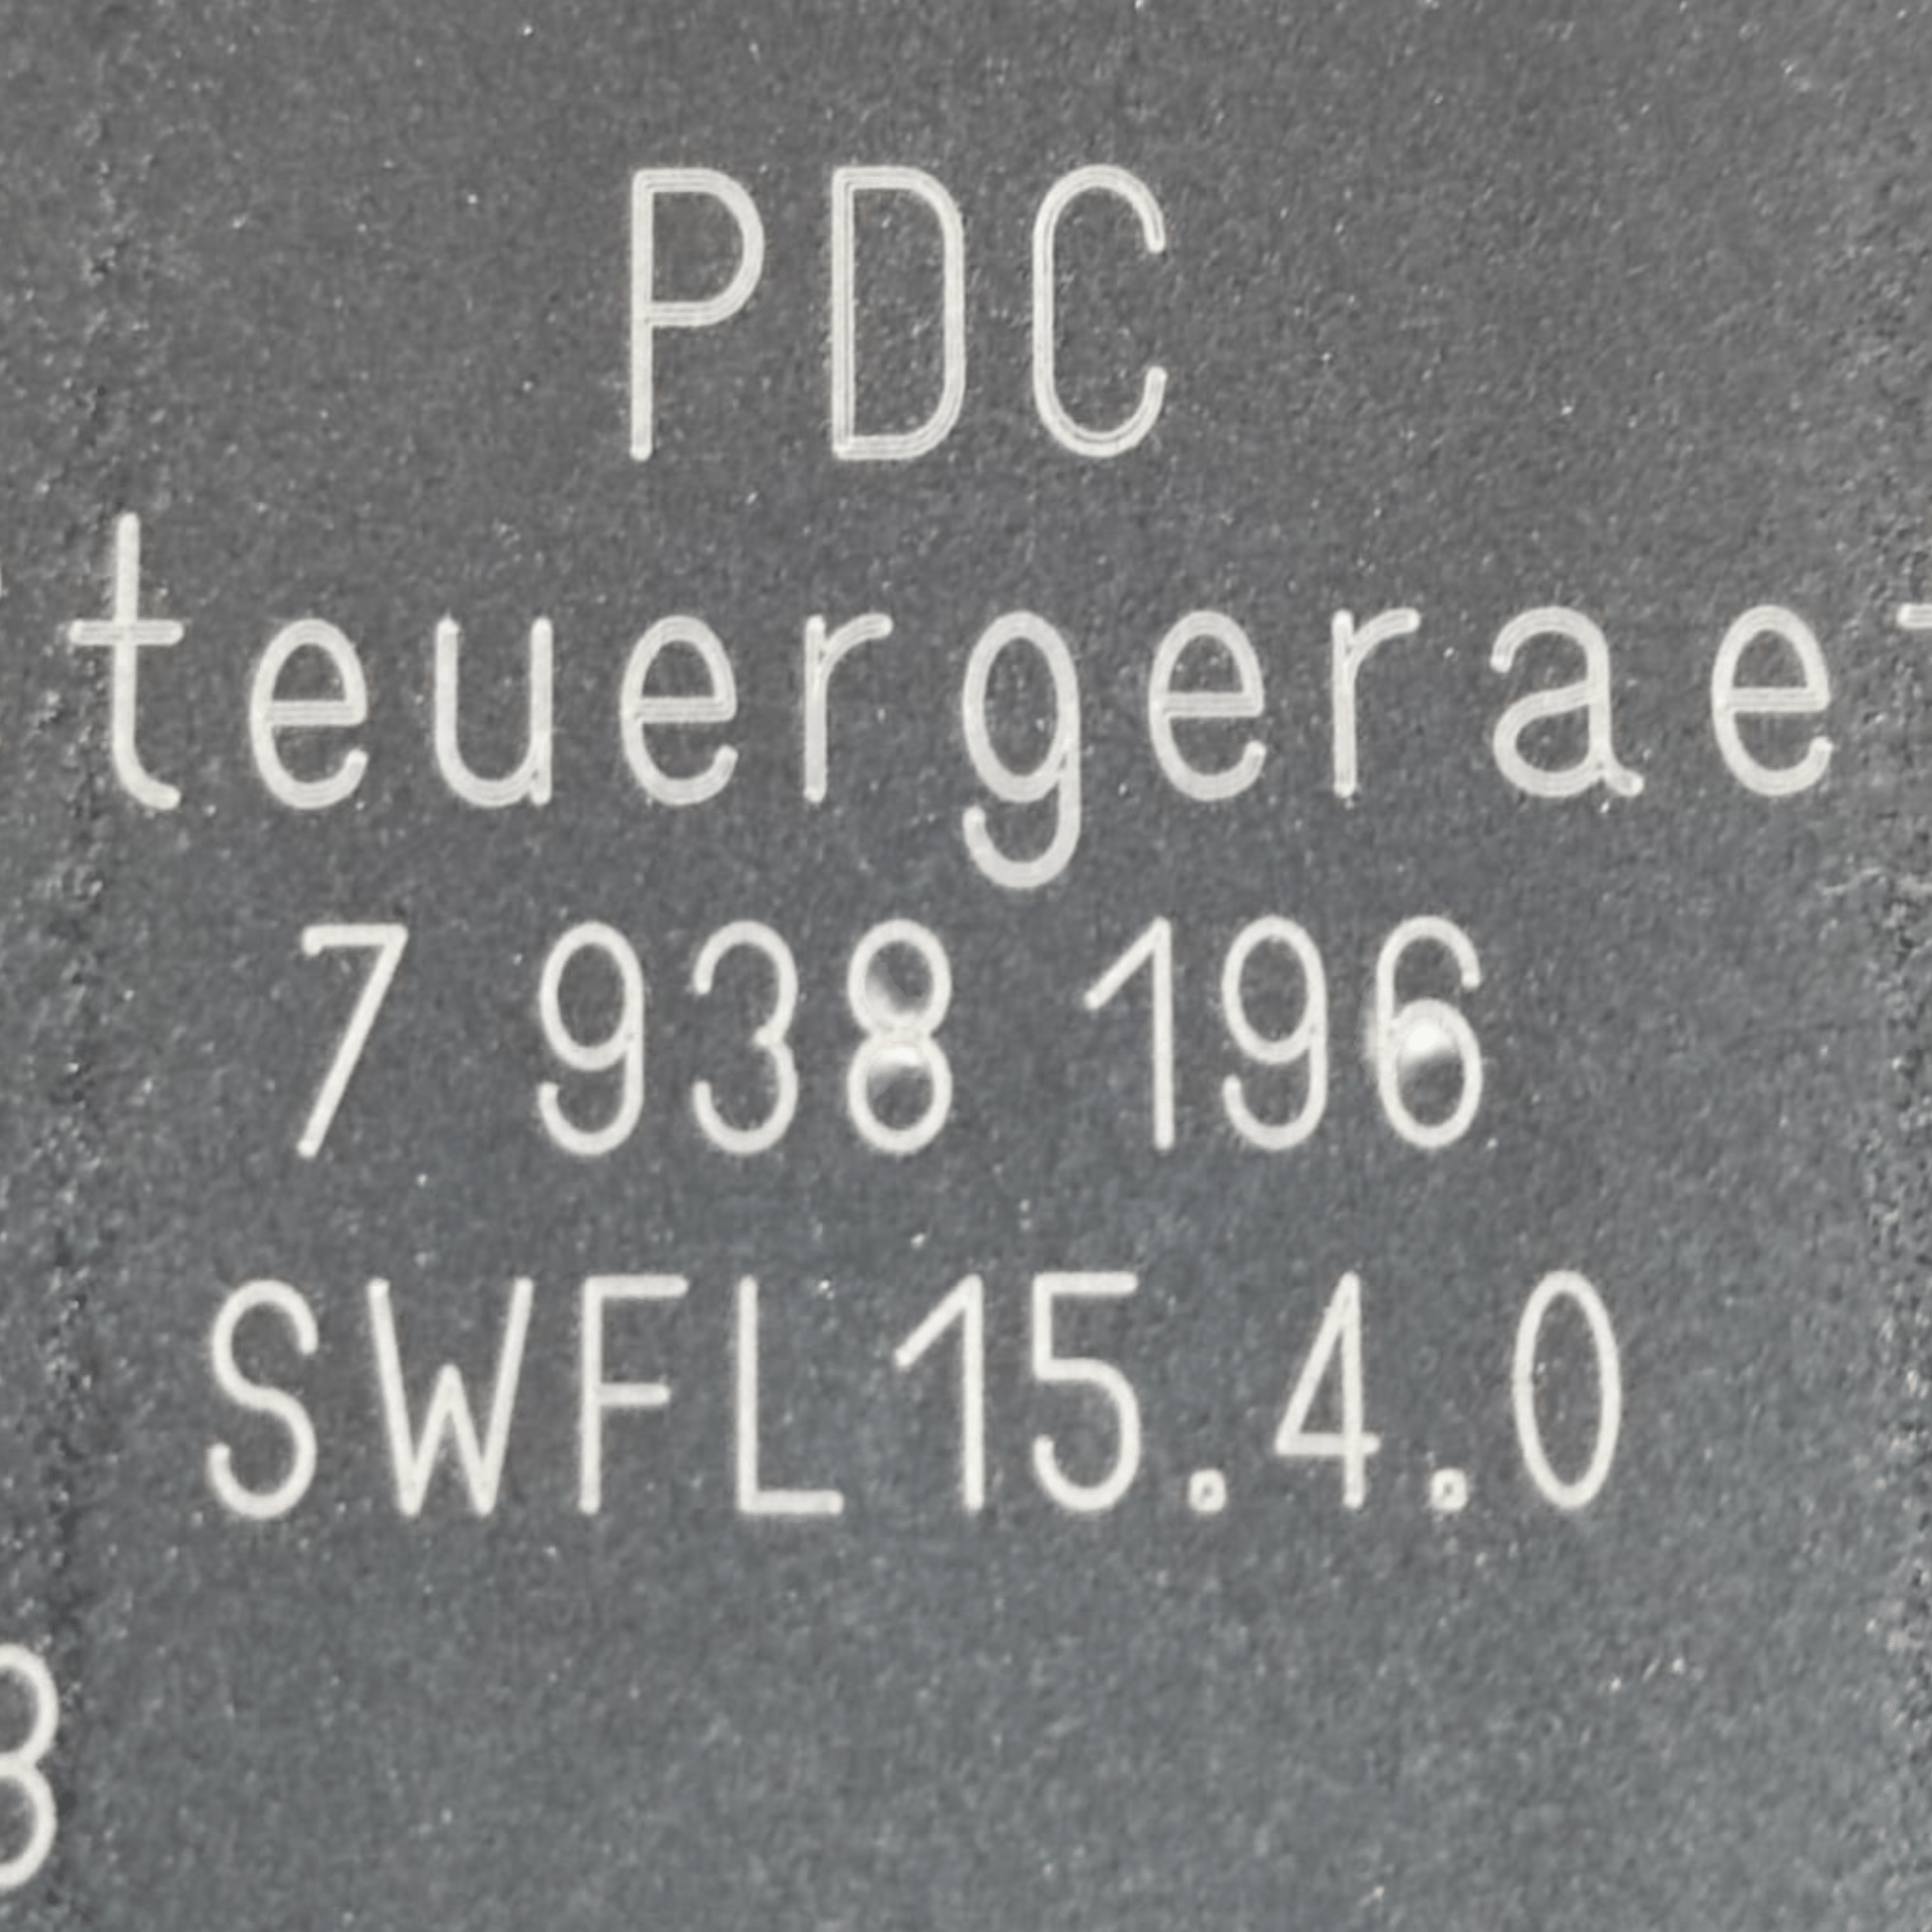 PDC
teuergerae
7 938 196
SWFL15.4.0